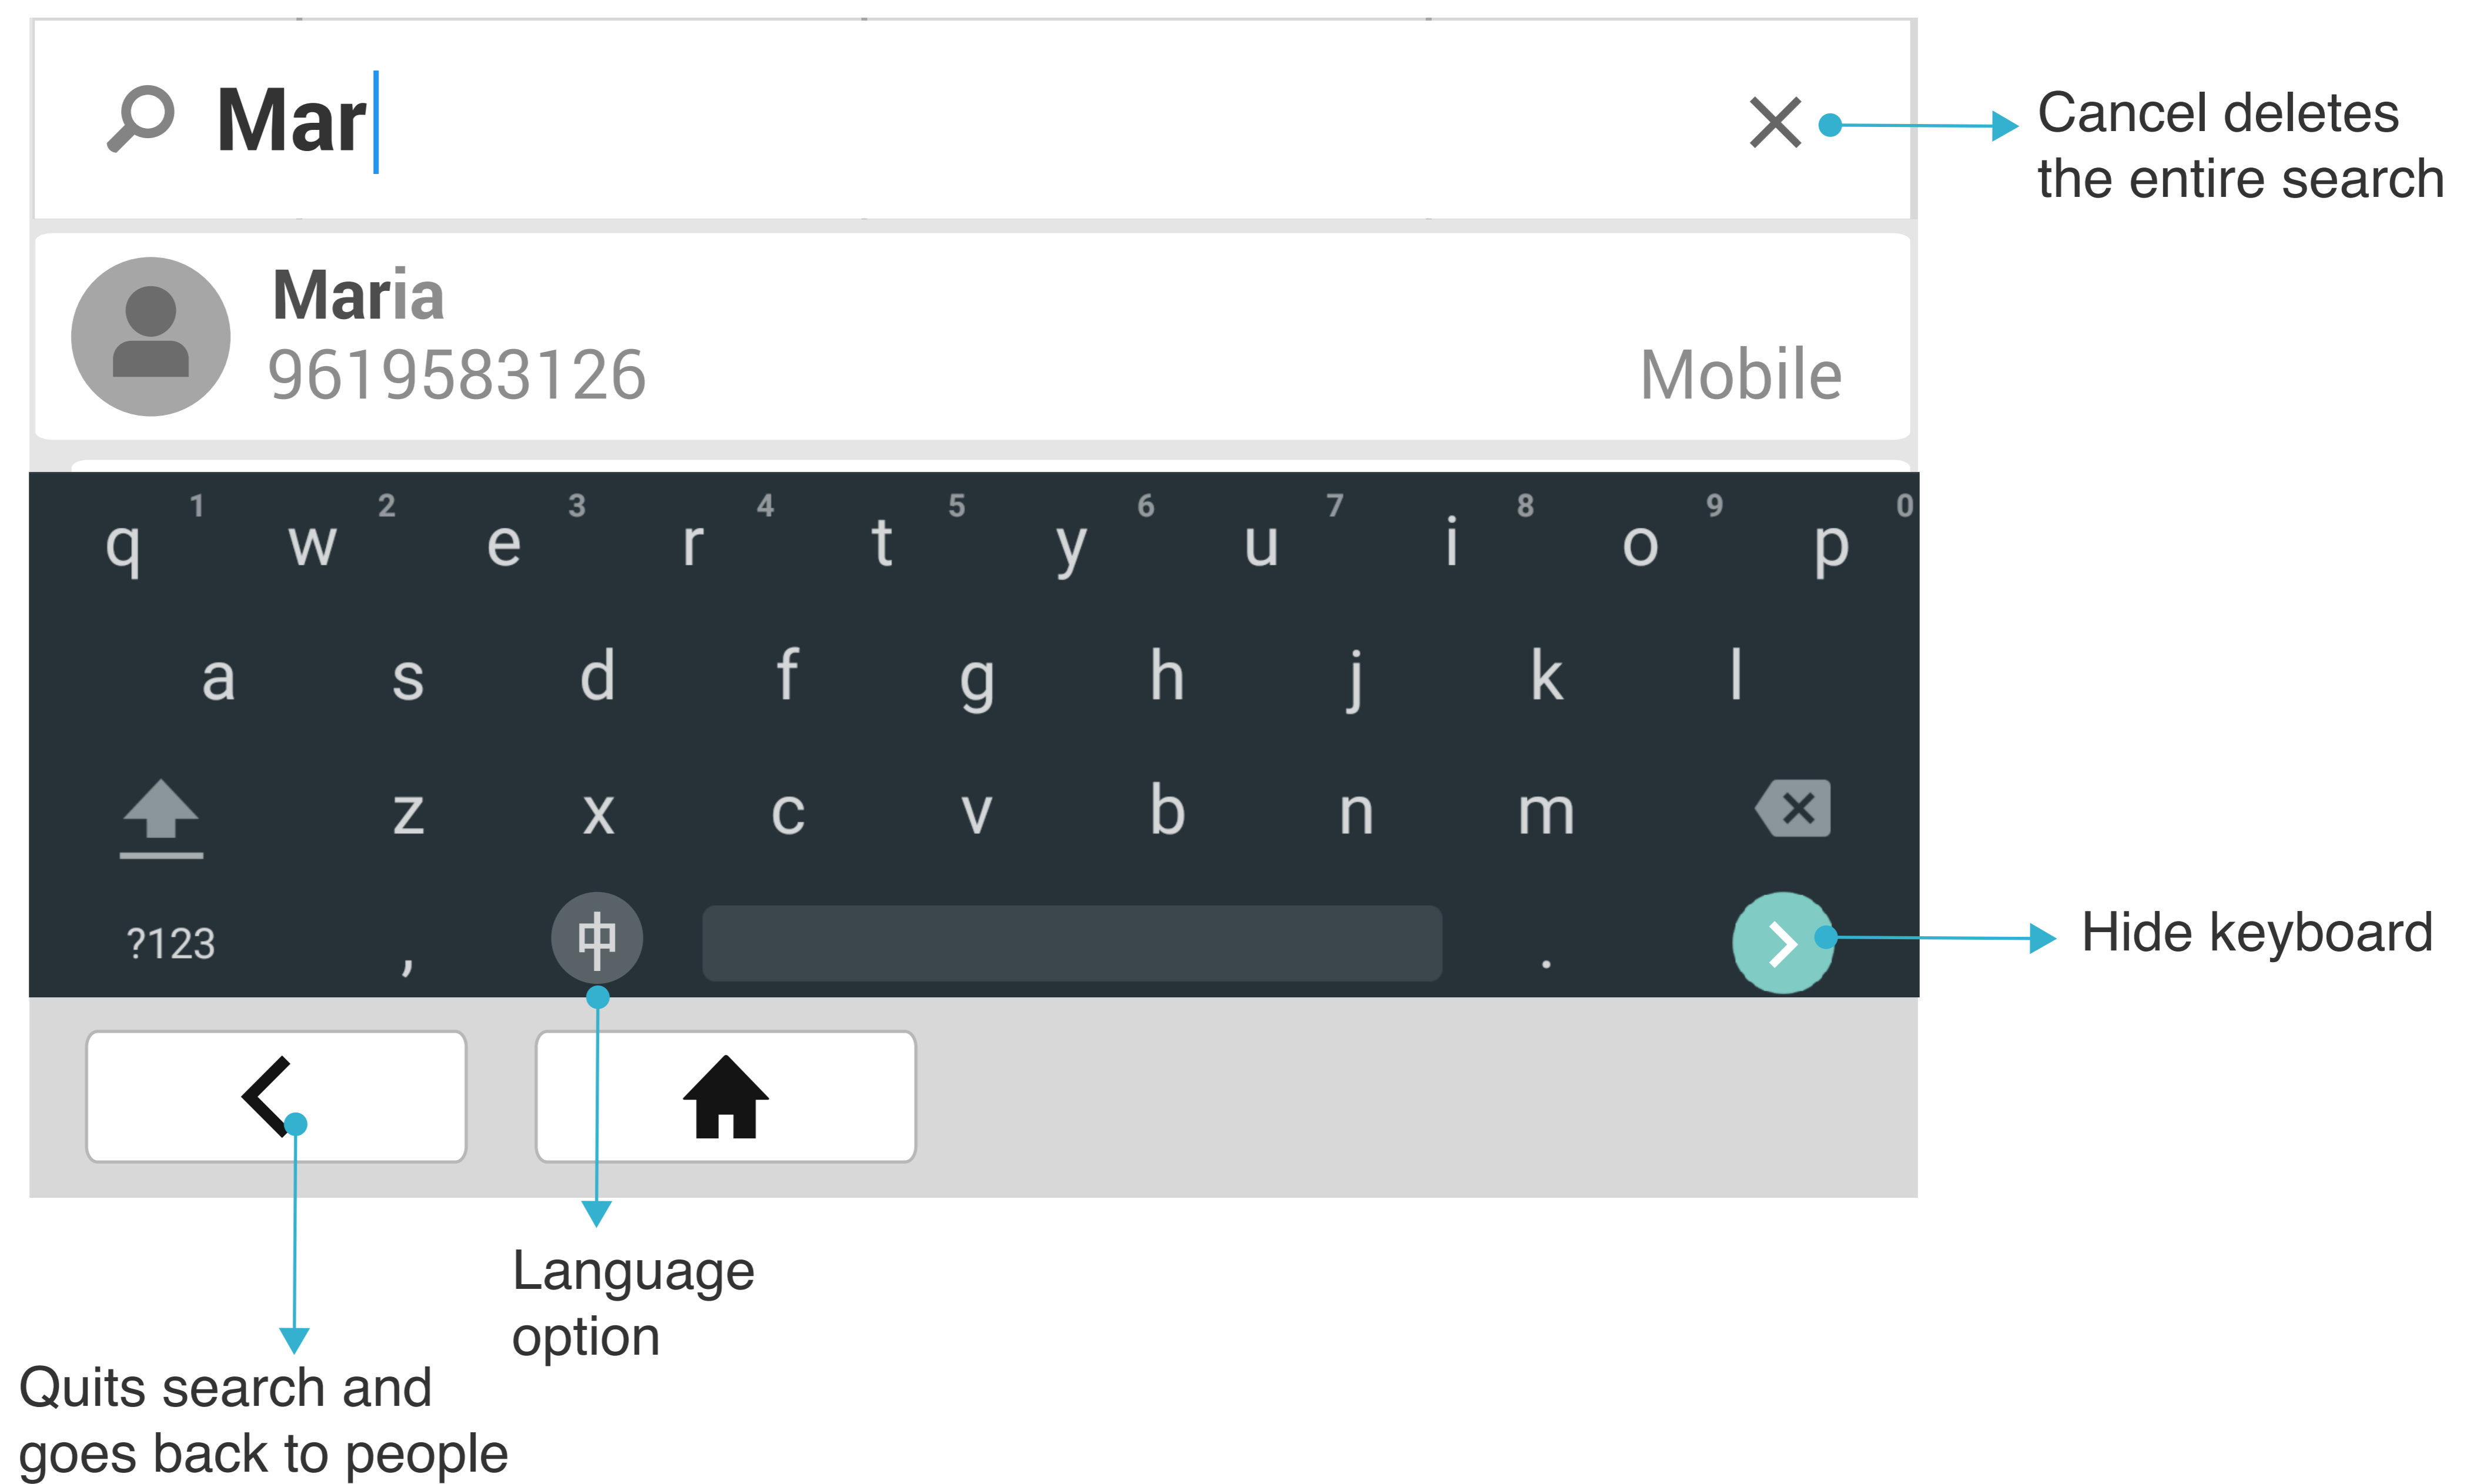 Mar
Cancel deletes
the entire search
Maria
9619583126 Mobile
1 2 3 4 5 6 7 8 9 0
q w e r t y u i o p
a s d f g h j k l
z x c v b n m
?123 , 中 .
Hide keyboard
Language
option
Quits search and
goes back to people